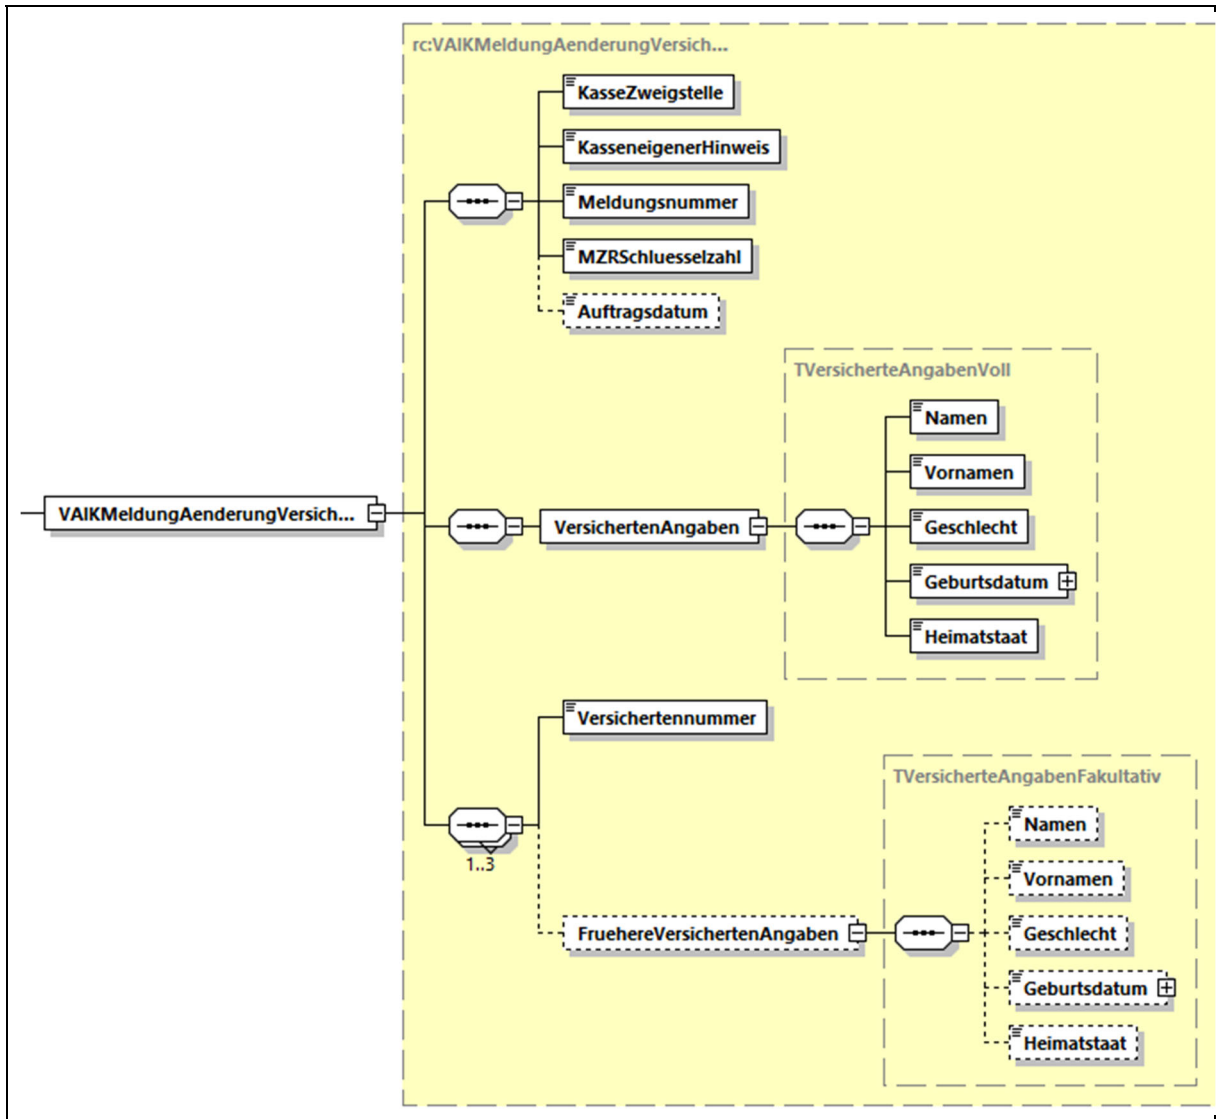 rc:VAIKMeldungAenderungVersich...
KasseZweigstelle
KasseneigenerHinweis
Meldungsnummer
MZRSchluesselzahl
Auftragsdatum
TVersicherteAngabenVoll
Namen
Vornamen
VAIKMeldungAenderungVersich...
VersichertenAngaben
Geschlecht
Geburtsdatum
Heimatstaat
Versichertennummer
TVersicherteAngabenFakultativ
Namen
1..3
Vornamen
FruehereVersichertenAngaben
Geschlecht
Geburtsdatum
Heimatstaat